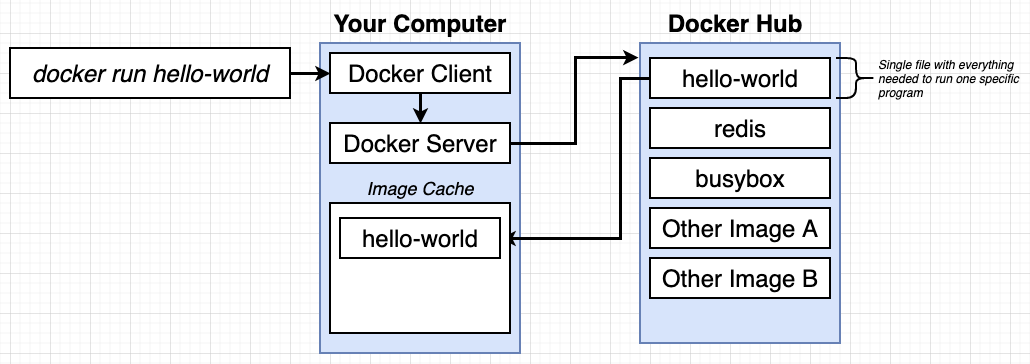 Your Computer
Docker Hub
docker run hello-world
Docker Client
Docker Server
Image Cache
hello-world
hello-world
redis
busybox
Other Image A
Other Image B
Single file with everything
needed to run one specific
program